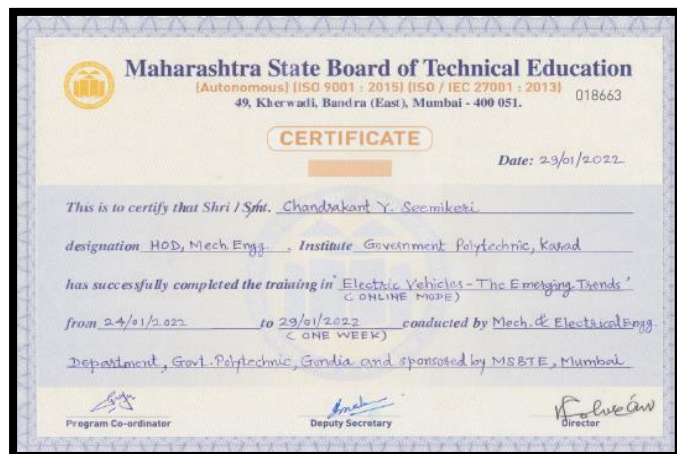 Maharashtra State Board of Technical Education
(Autonomous) (ISO 9001 : 2015) (ISO / IEC 27001 : 2013)
49, Kherwadi, Bandra (East), Mumbai - 400 051.
018663
CERTIFICATE
Date: 29/01/2022
This is to certify that Shri / Smt. Chandrakant Y. Seemikeri
designation HOD, Mech. Engg. Institute Government Polytechnic, Karad
has successfully completed the training in 'Electric Vehicles - The Emerging Trends'
(ONLINE MODE)
from 24/01/2022 to 29/01/2022 conducted by Mech. & Electrical Engg.
(ONE WEEK)
Department, Govt. Polytechnic, Gondia and sponsored by MSBTE, Mumbai
Program Co-ordinator Deputy Secretary Director